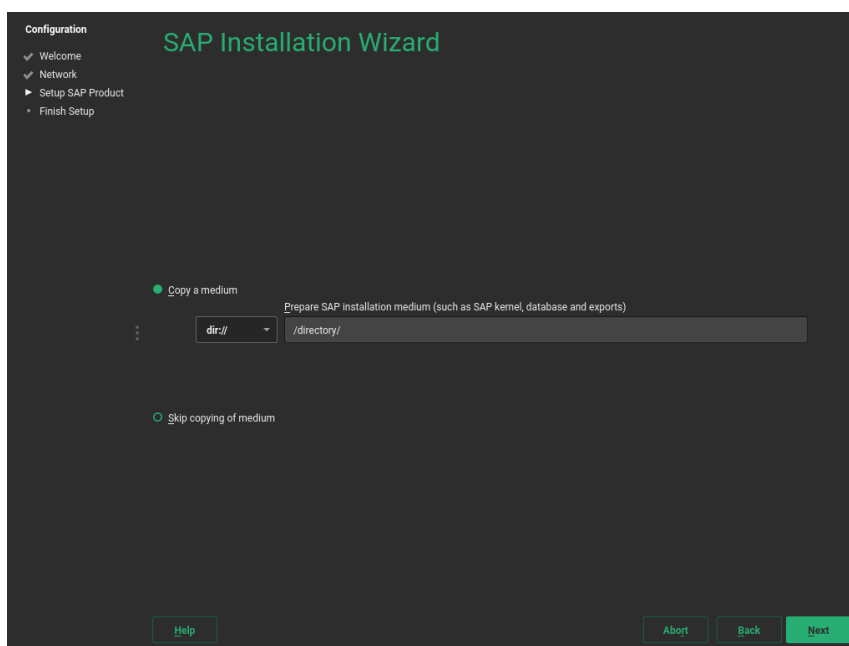 Configuration
Welcome
Network
Setup SAP Product
Finish Setup
SAP Installation Wizard
Copy a medium
Prepare SAP installation medium (such as SAP kernel, database and exports)
dir:// /directory/
Skip copying of medium
Help Abort Back Next